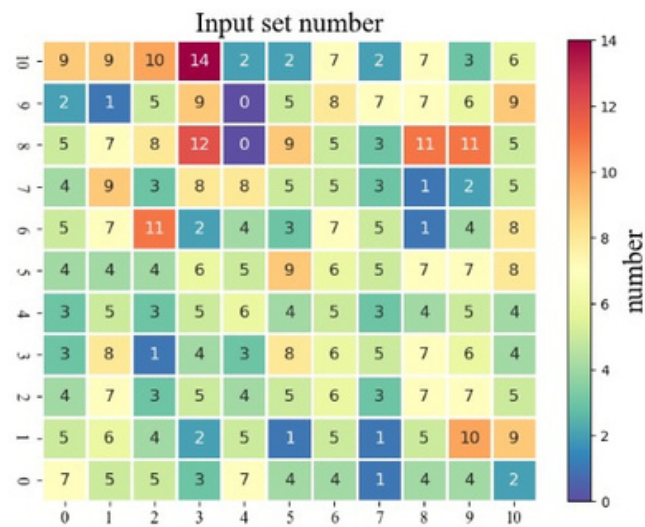 Input set number
10 9 9 10 14 2 2 7 2 7 3 6
9 2 1 5 9 0 5 8 7 7 6 9
8 5 7 8 12 0 9 5 3 11 11 5
7 4 9 3 8 8 5 5 3 1 2 5
6 5 7 11 2 4 3 7 5 1 4 8
5 4 4 4 6 5 9 6 5 7 7 8
4 3 5 3 5 6 4 5 3 4 5 4
3 3 8 1 4 3 8 6 5 7 6 4
2 4 7 3 5 4 5 6 3 7 7 5
1 5 6 4 2 5 1 5 1 5 10 9
0 7 5 5 3 7 4 4 1 4 4 2
0 1 2 3 4 5 6 7 8 9 10
14
12
10
8
6
4
2
0
number